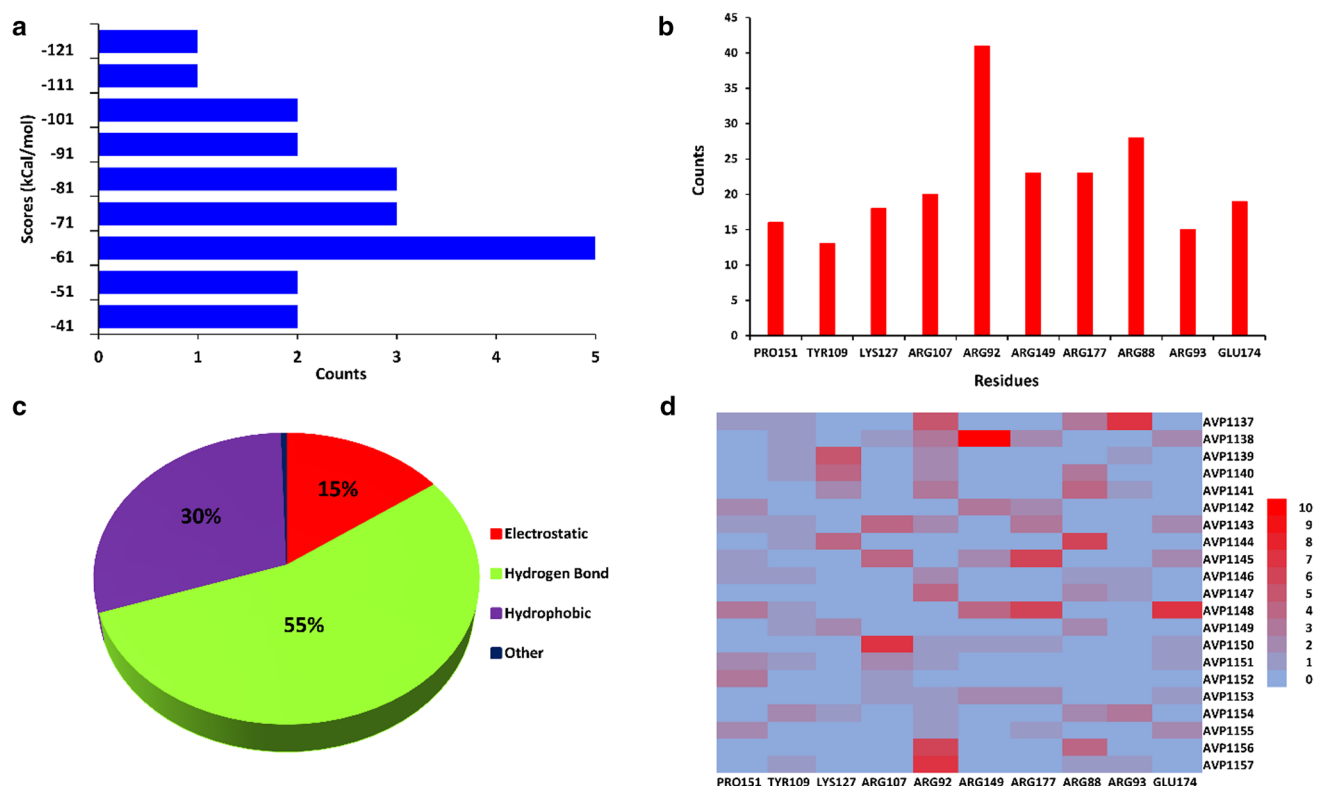 a
Scores (kCal/mol)
-121
-111
-101
-91
-81
-71
-61
-51
-41
0 1 2 3 4 5
Counts
b
Counts
45
40
35
30
25
20
15
10
5
0
PRO151 TYR109 LYS127 ARG107 ARG92 ARG149 ARG177 ARG88 ARG93 GLU174
Residues
c
15%
30%
55%
Electrostatic
Hydrogen Bond
Hydrophobic
Other
d
AVP1137
AVP1138
AVP1139
AVP1140
AVP1141
AVP1142
AVP1143
AVP1144
AVP1145
AVP1146
AVP1147
AVP1148
AVP1149
AVP1150
AVP1151
AVP1152
AVP1153
AVP1154
AVP1155
AVP1156
AVP1157
PRO151 TYR109 LYS127 ARG107 ARG92 ARG149 ARG177 ARG88 ARG93 GLU174
10
9
8
7
6
5
4
3
2
1
0